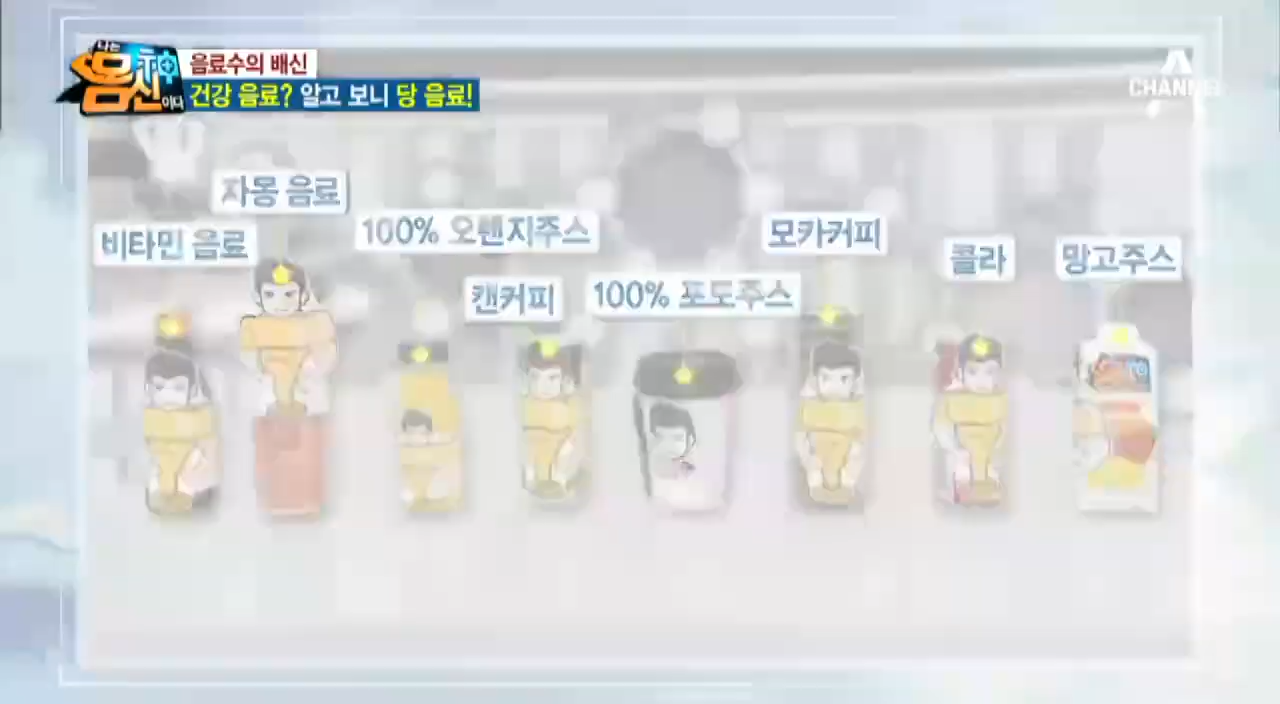 나는
몸
神
신
이다
음료수의 배신
건강 음료? 알고 보니 당 음료!
CHANNEL
자몽 음료
비타민 음료
100% 오렌지주스
모카커피
콜라
망고주스
캔커피
100% 포도주스